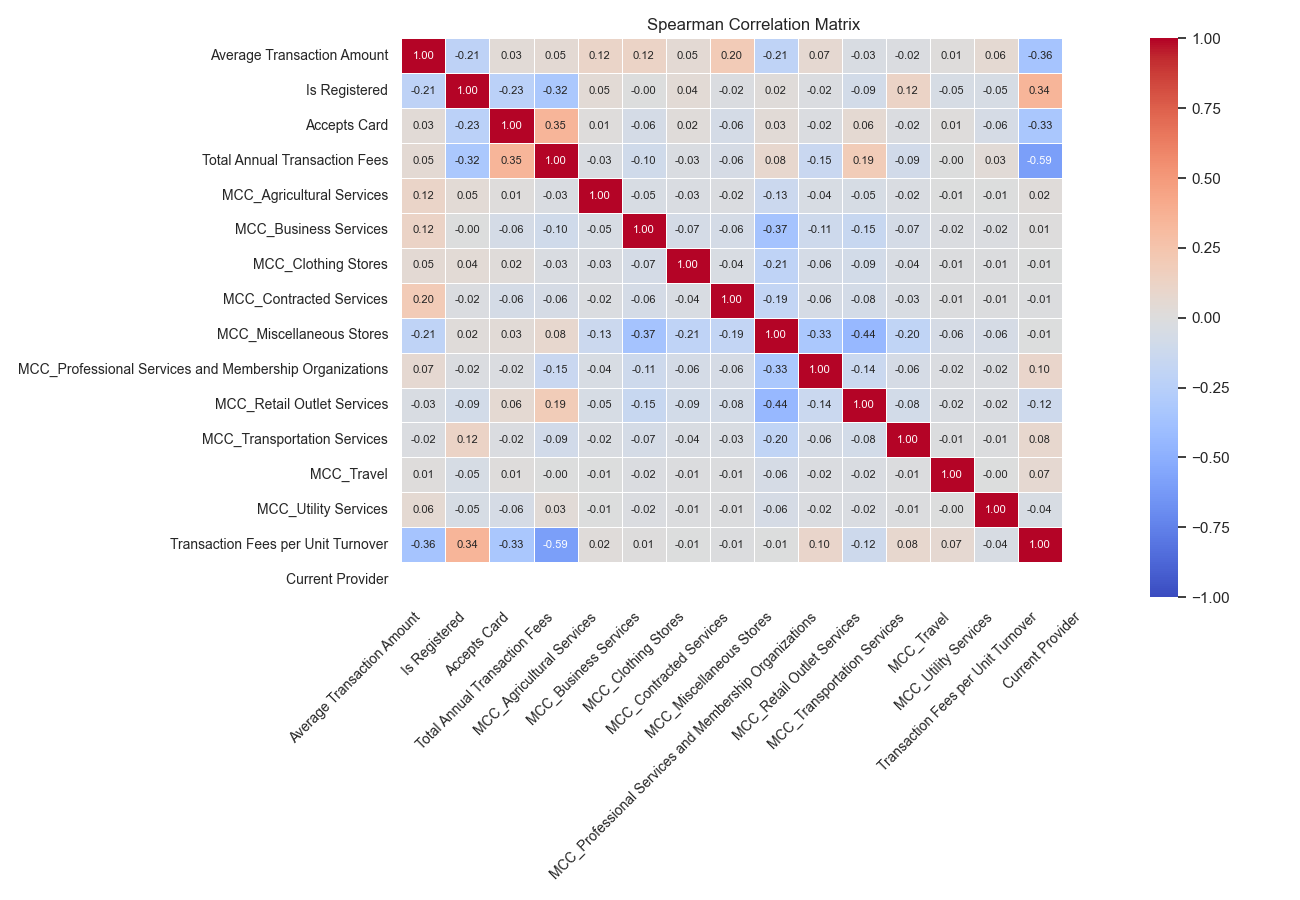 Spearman Correlation Matrix
Average Transaction Amount 1.00 -0.21 0.03 0.05 0.12 0.12 0.05 0.20 -0.21 0.07 -0.03 -0.02 0.01 0.06 -0.36
Is Registered -0.21 1.00 -0.23 -0.32 0.05 -0.00 0.04 -0.02 0.02 -0.02 -0.09 0.12 -0.05 -0.05 0.34
Accepts Card 0.03 -0.23 1.00 0.35 0.01 -0.06 0.02 -0.06 0.03 -0.02 0.06 -0.02 0.01 -0.06 -0.33
Total Annual Transaction Fees 0.05 -0.32 0.35 1.00 -0.03 -0.10 -0.03 -0.06 0.08 -0.15 0.19 -0.09 -0.00 0.03 -0.59
MCC_Agricultural Services 0.12 0.05 0.01 -0.03 1.00 -0.05 -0.03 -0.02 -0.13 -0.04 -0.05 -0.02 -0.01 -0.01 0.02
MCC_Business Services 0.12 -0.00 -0.06 -0.10 -0.05 1.00 -0.07 -0.06 -0.37 -0.11 -0.15 -0.07 -0.02 -0.02 0.01
MCC_Clothing Stores 0.05 0.04 0.02 -0.03 -0.03 -0.07 1.00 -0.04 -0.21 -0.06 -0.09 -0.04 -0.01 -0.01 -0.01
MCC_Contracted Services 0.20 -0.02 -0.06 -0.06 -0.02 -0.06 -0.04 1.00 -0.19 -0.06 -0.08 -0.03 -0.01 -0.01 -0.01
MCC_Miscellaneous Stores -0.21 0.02 0.03 0.08 -0.13 -0.37 -0.21 -0.19 1.00 -0.33 -0.44 -0.20 -0.06 -0.06 -0.01
MCC_Professional Services and Membership Organizations 0.07 -0.02 -0.02 -0.15 -0.04 -0.11 -0.06 -0.06 -0.33 1.00 -0.14 -0.06 -0.02 -0.02 0.10
MCC_Retail Outlet Services -0.03 -0.09 0.06 0.19 -0.05 -0.15 -0.09 -0.08 -0.44 -0.14 1.00 -0.08 -0.02 -0.02 -0.12
MCC_Transportation Services -0.02 0.12 -0.02 -0.09 -0.02 -0.07 -0.04 -0.03 -0.20 -0.06 -0.08 1.00 -0.01 -0.01 0.08
MCC_Travel 0.01 -0.05 0.01 -0.00 -0.01 -0.02 -0.01 -0.01 -0.06 -0.02 -0.02 -0.01 1.00 -0.00 0.07
MCC_Utility Services 0.06 -0.05 -0.06 0.03 -0.01 -0.02 -0.01 -0.01 -0.06 -0.02 -0.02 -0.01 -0.00 1.00 -0.04
Transaction Fees per Unit Turnover -0.36 0.34 -0.33 -0.59 0.02 0.01 -0.01 -0.01 -0.01 0.10 -0.12 0.08 0.07 -0.04 1.00
Current Provider
Average Transaction Amount
Is Registered
Accepts Card
Total Annual Transaction Fees
MCC_Agricultural Services
MCC_Business Services
MCC_Clothing Stores
MCC_Contracted Services
MCC_Miscellaneous Stores
MCC_Professional Services and Membership Organizations
MCC_Retail Outlet Services
MCC_Transportation Services
MCC_Travel
MCC_Utility Services
Transaction Fees per Unit Turnover
Current Provider
1.00
0.75
0.50
0.25
0.00
−0.25
−0.50
−0.75
−1.00